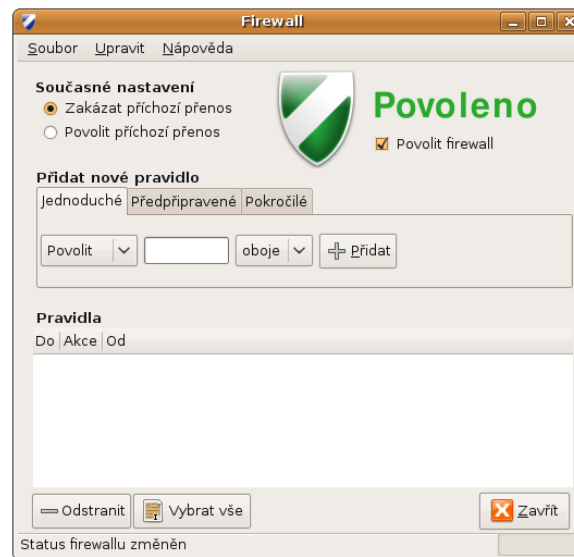 Firewall
Soubor Upravit Nápověda
Současné nastavení
Zakázat příchozí přenos
Povolit příchozí přenos
Povoleno
Povolit firewall
Přidat nové pravidlo
Jednoduché Předpřipravené Pokročilé
Povolit oboje Přidat
Pravidla
Do Akce Od
Odstranit Vybrat vše Zavřít
Status firewallu změněn